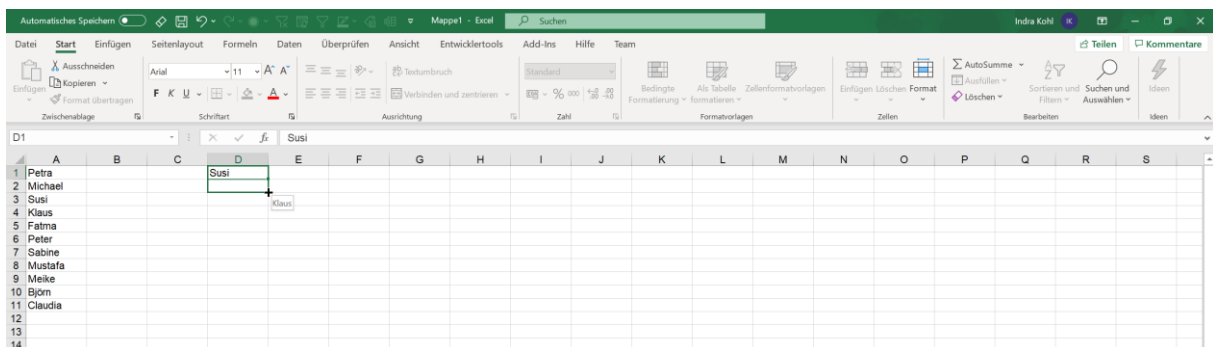 Automatisches Speichern Mappe1 - Excel Suchen Indra Kohl IK
Datei Start Einfügen Seitenlayout Formeln Daten Überprüfen Ansicht Entwicklertools Add-Ins Hilfe Team Teilen Kommentare
Einfügen Ausschneiden Kopieren Format übertragen
Zwischenablage
Arial 11 A A
F K U A
Schriftart
Textumbruch
Verbinden und zentrieren
Ausrichtung
Standard
% 000
Zahl
Bedingte Formatierung Als Tabelle formatieren Zellenformatvorlagen
Formatvorlagen
Einfügen Löschen Format
Zellen
AutoSumme
Ausfüllen
Löschen
Sortieren und Filtern Suchen und Auswählen
Bearbeiten
Ideen
Ideen
D1 fx Susi
A B C D E F G H I J K L M N O P Q R S
1 Petra Susi
2 Michael
3 Susi Klaus
4 Klaus
5 Fatma
6 Peter
7 Sabine
8 Mustafa
9 Meike
10 Björn
11 Claudia
12
13
14